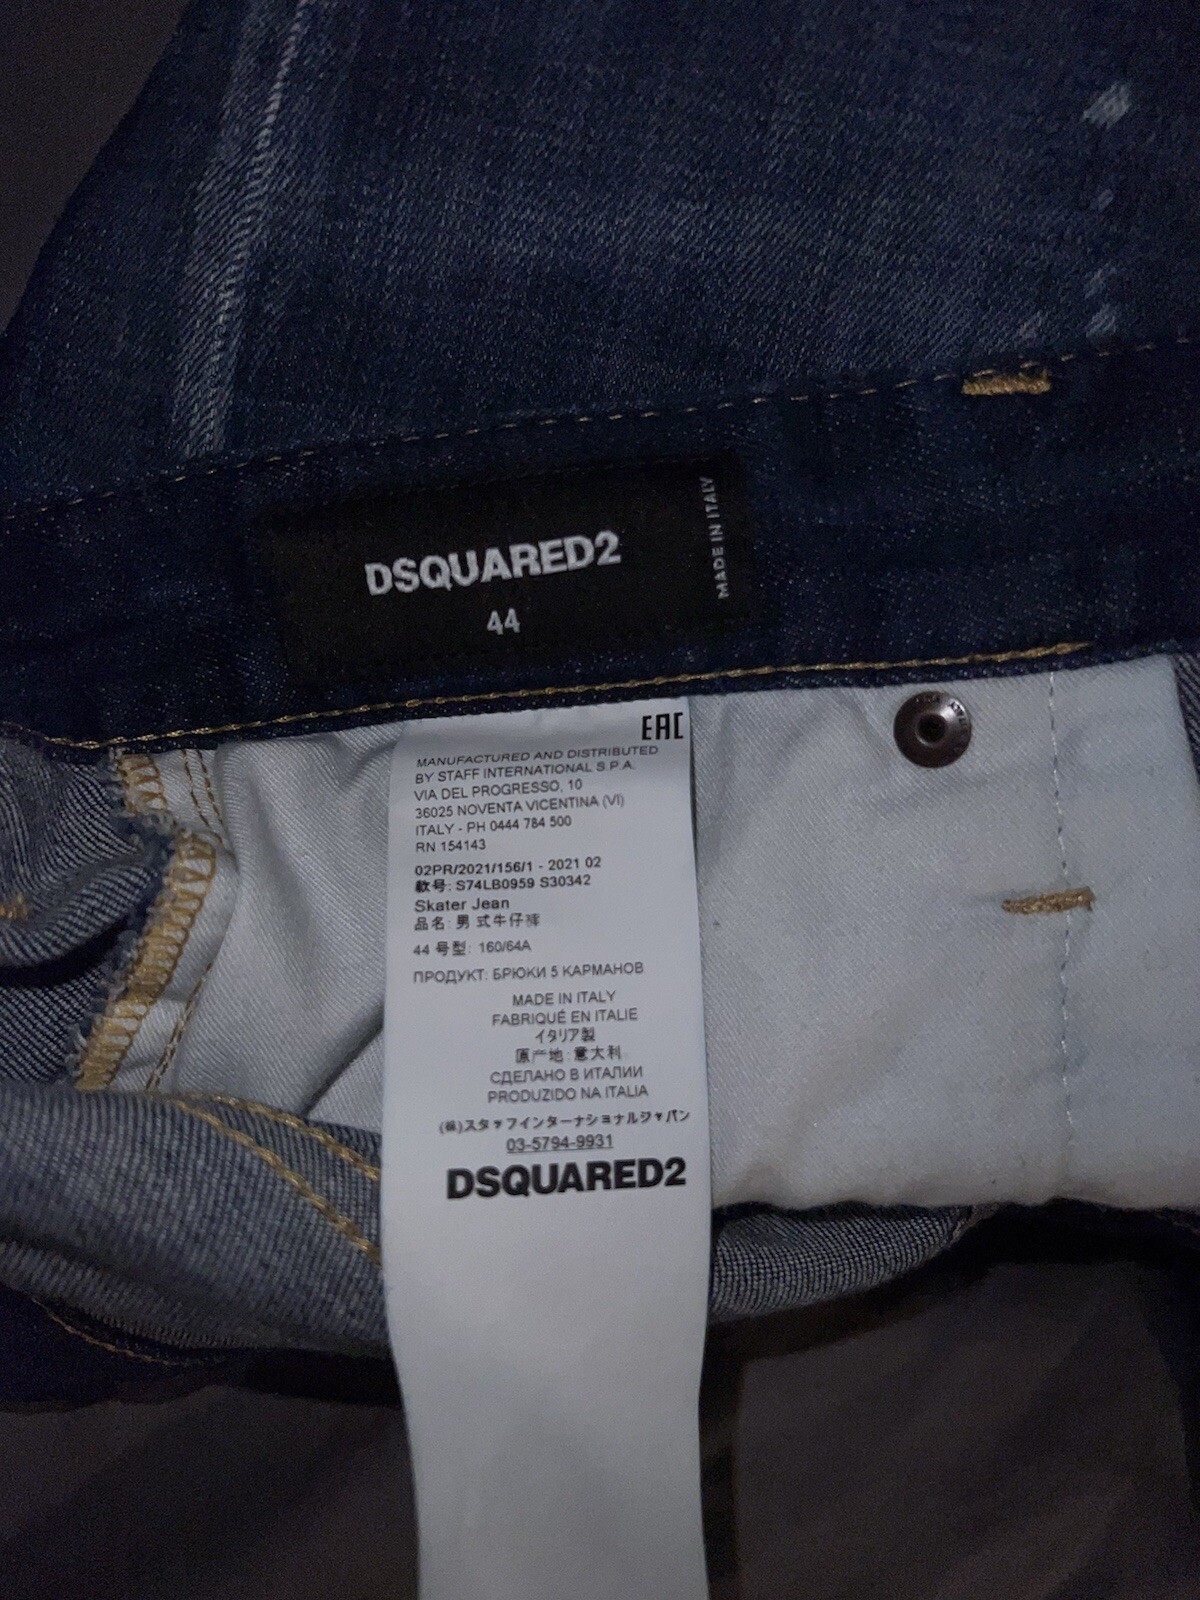 DSQUARED2
44
MADE IN ITALY
EAC
MANUFACTURED AND DISTRIBUTED
BY STAFF INTERNATIONAL S.P.A.
VIA DEL PROGRESSO, 10
36025 NOVENTA VICENTINA (VI)
ITALY - PH 0444 784 500
RN 154143
02PR/2021/156/1 - 2021 02
款号: S74LB0959 S30342
Skater Jean
品名: 男式牛仔裤
44 号型: 160/64A
ПРОДУКТ: БРЮКИ 5 КАРМАНОВ
MADE IN ITALY
FABRIQUÉ EN ITALIE
イタリア製
原产地: 意大利
СДЕЛАНО В ИТАЛИИ
PRODUZIDO NA ITALIA
(株)スタッフインターナショナルジャパン
03-5794-9931
DSQUARED2